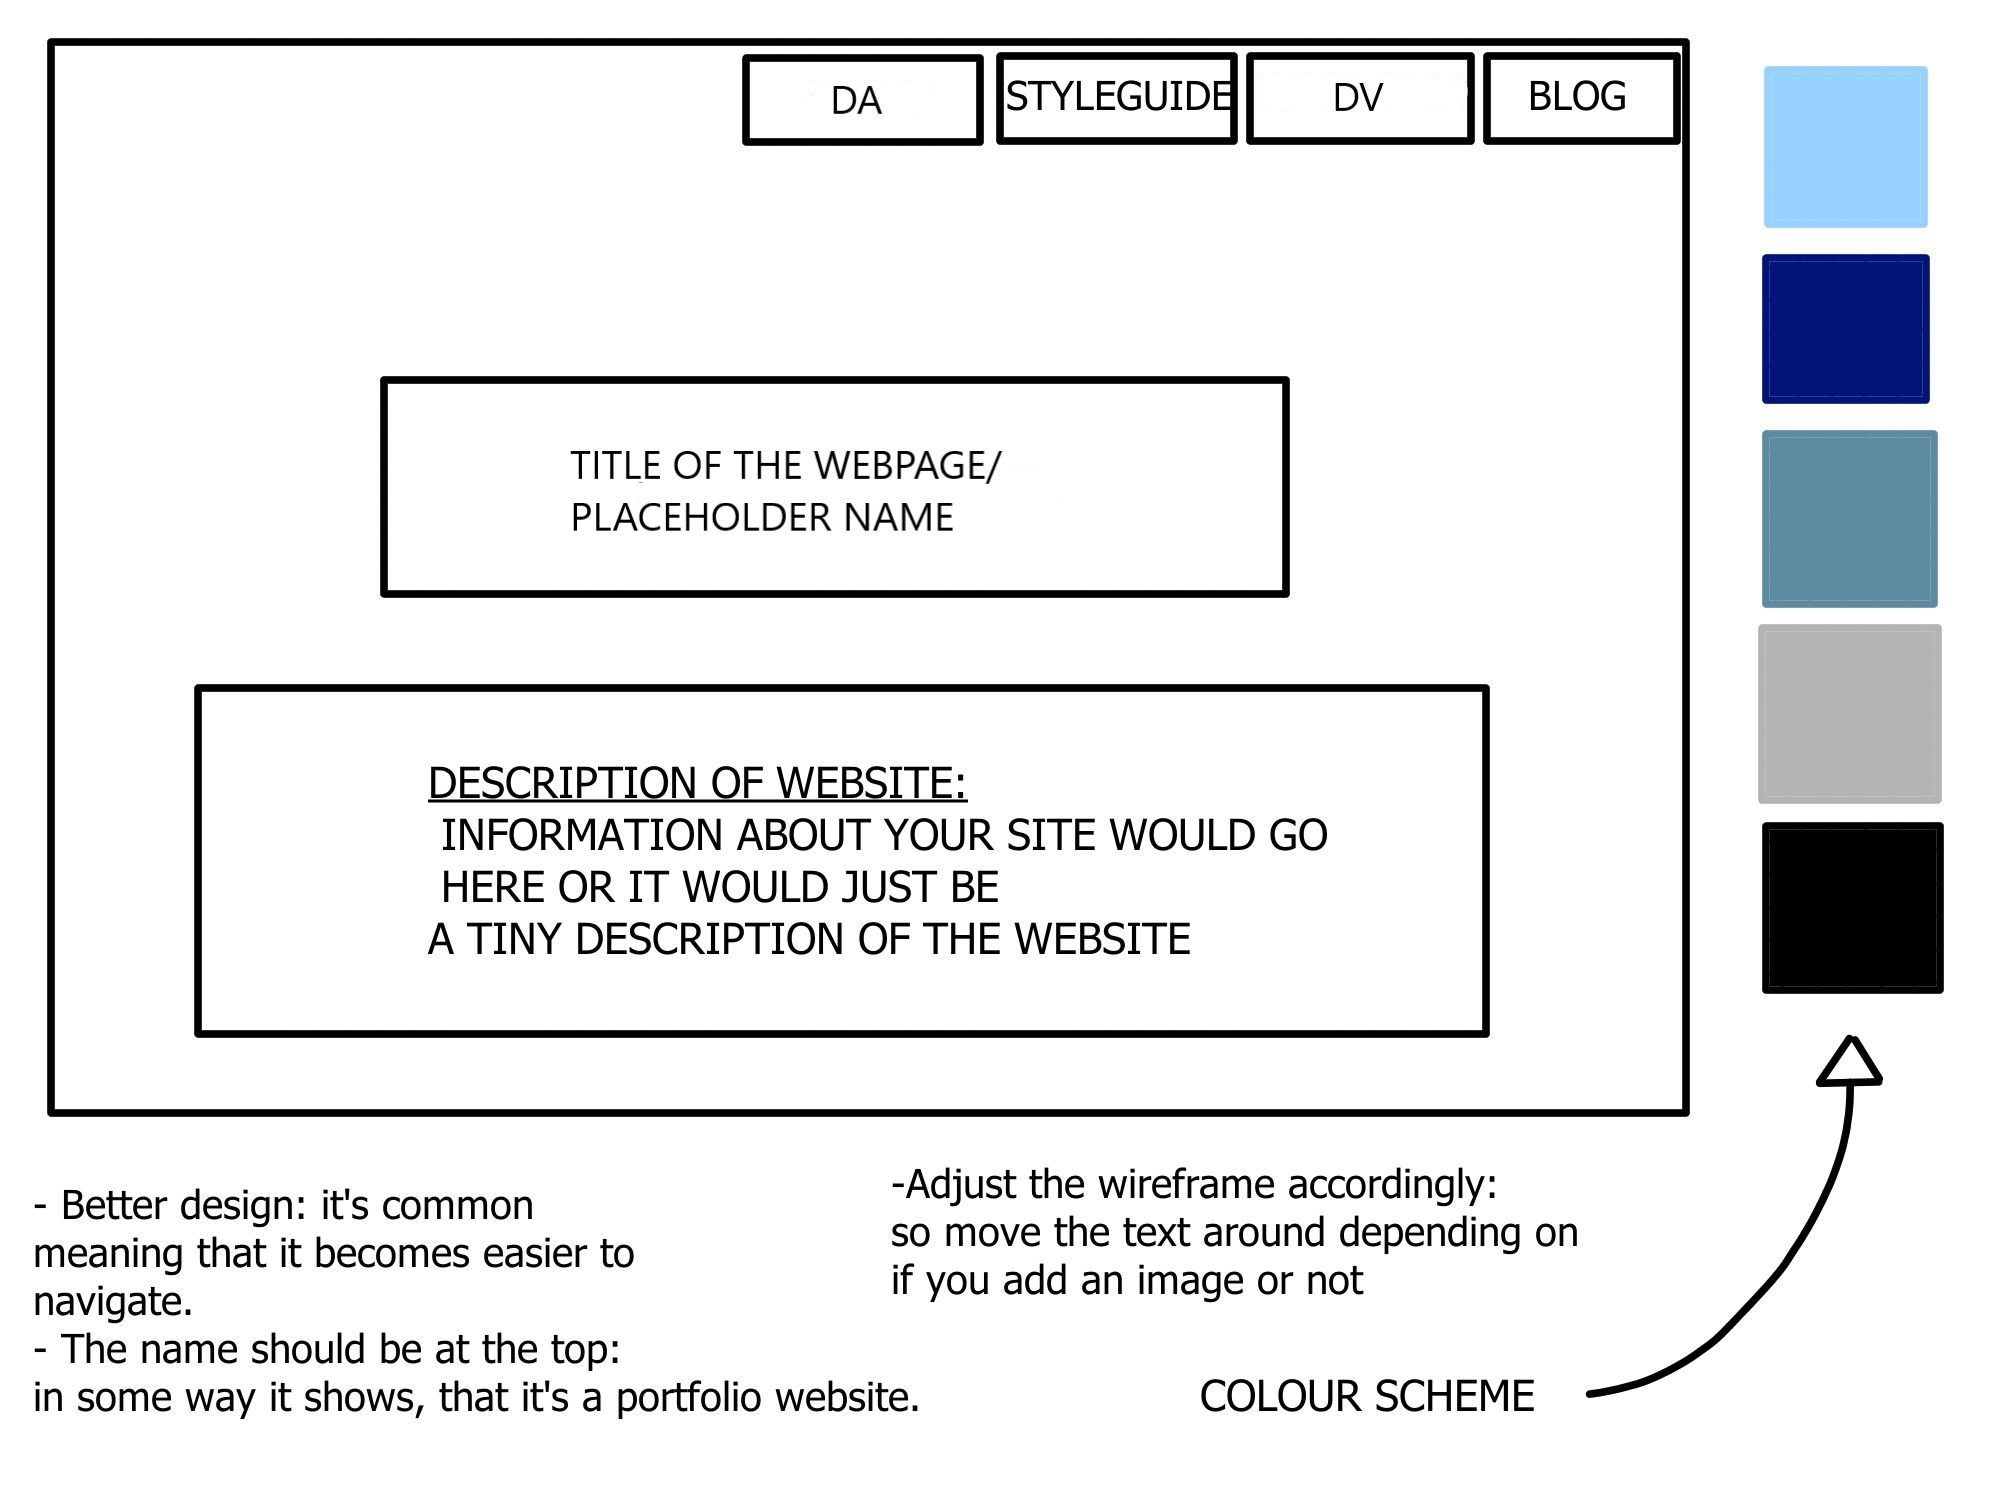 DA
STYLEGUIDE
DV
BLOG
TITLE OF THE WEBPAGE/
PLACEHOLDER NAME
DESCRIPTION OF WEBSITE:
INFORMATION ABOUT YOUR SITE WOULD GO
HERE OR IT WOULD JUST BE
A TINY DESCRIPTION OF THE WEBSITE
- Better design: it's common
meaning that it becomes easier to
navigate.
- The name should be at the top:
in some way it shows, that it's a portfolio website.
-Adjust the wireframe accordingly:
so move the text around depending on
if you add an image or not
COLOUR SCHEME